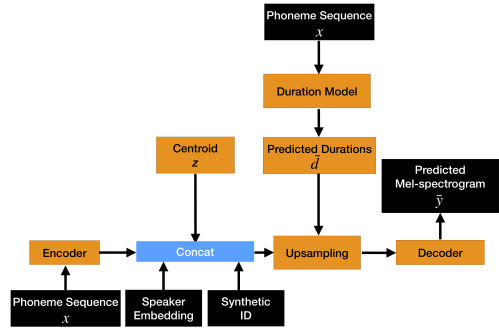 Phoneme Sequence
x
Duration Model
Predicted Durations
d̄
Centroid
z
Predicted
Mel-spectrogram
ȳ
Encoder
Concat
Upsampling
Decoder
Phoneme Sequence
x
Speaker
Embedding
Synthetic
ID